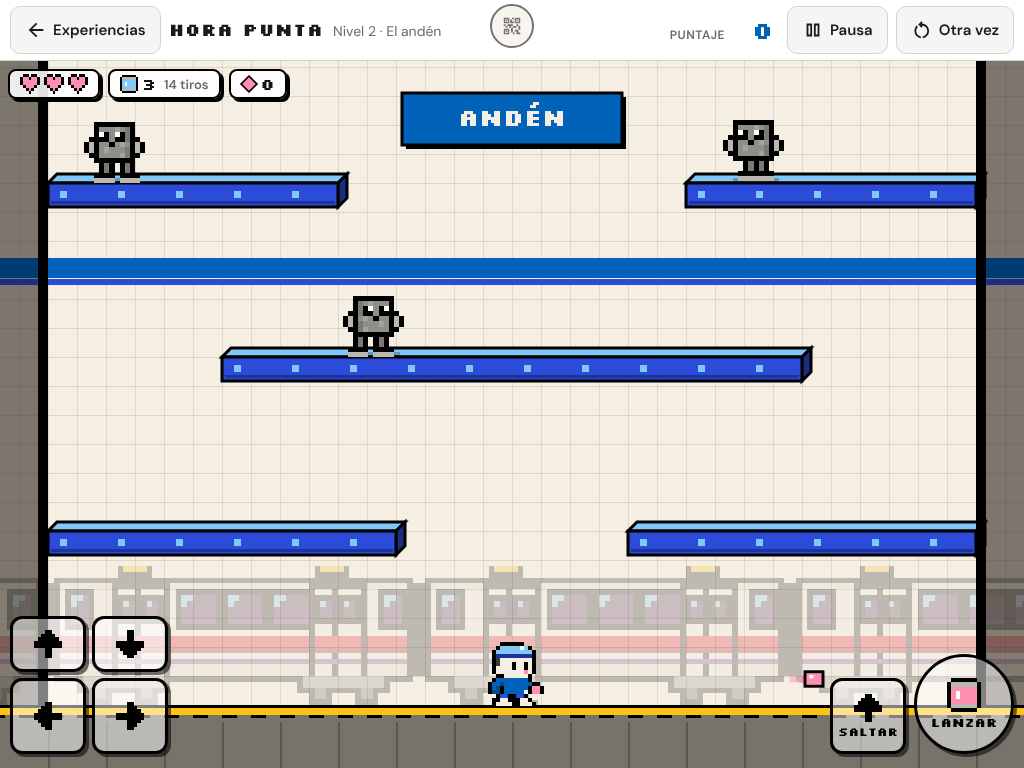 Experiencias
HORA PUNTA
Nivel 2 · El andén
PUNTAJE
0
Pausa
Otra vez
3
14 tiros
0
ANDÉN
SALTAR
LANZAR